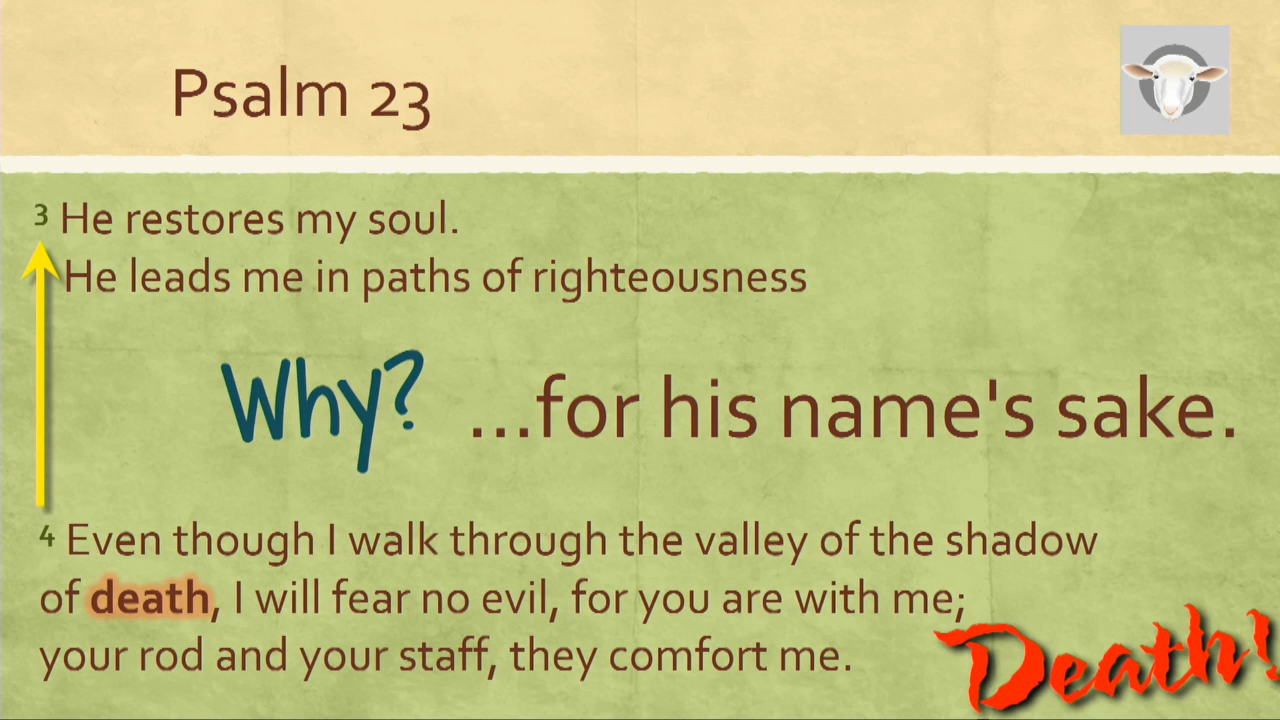 Psalm 23
3 He restores my soul.
He leads me in paths of righteousness
Why? ...for his name's sake.
4 Even though I walk through the valley of the shadow
of death, I will fear no evil, for you are with me;
your rod and your staff, they comfort me.
Death!